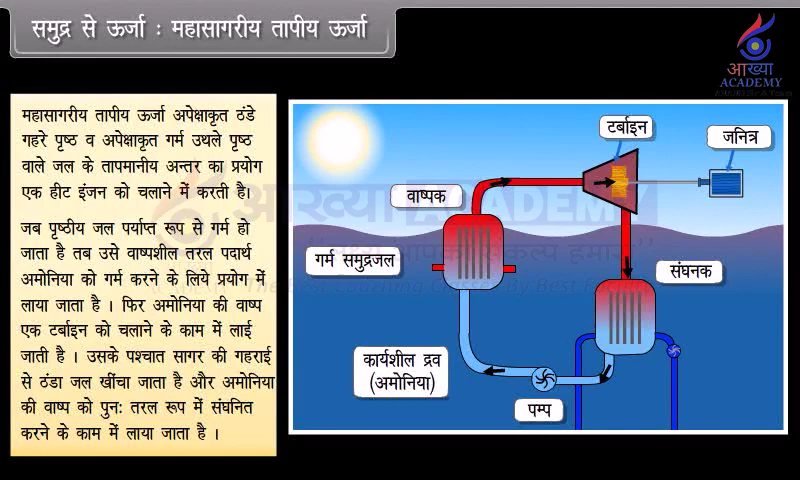 समुद्र से ऊर्जा : महासागरीय तापीय ऊर्जा
आख्या
ACADEMY
महासागरीय तापीय ऊर्जा अपेक्षाकृत ठंडे
गहरे पृष्ठ व अपेक्षाकृत गर्म उथले पृष्ठ
वाले जल के तापमानीय अन्तर का प्रयोग
एक हीट इंजन को चलाने में करती है।
जब पृष्ठीय जल पर्याप्त रूप से गर्म हो
जाता है तब उसे वाष्पशील तरल पदार्थ
अमोनिया को गर्म करने के लिये प्रयोग में
लाया जाता है । फिर अमोनिया की वाष्प
एक टर्बाइन को चलाने के काम में लाई
जाती है । उसके पश्चात सागर की गहराई
से ठंडा जल खींचा जाता है और अमोनिया
की वाष्प को पुनः तरल रूप में संघनित
करने के काम में लाया जाता है ।
टर्बाइन
जनित्र
वाष्पक
गर्म समुद्रजल
संघनक
कार्यशील द्रव
(अमोनिया)
पम्प
आख्या ACADEMY